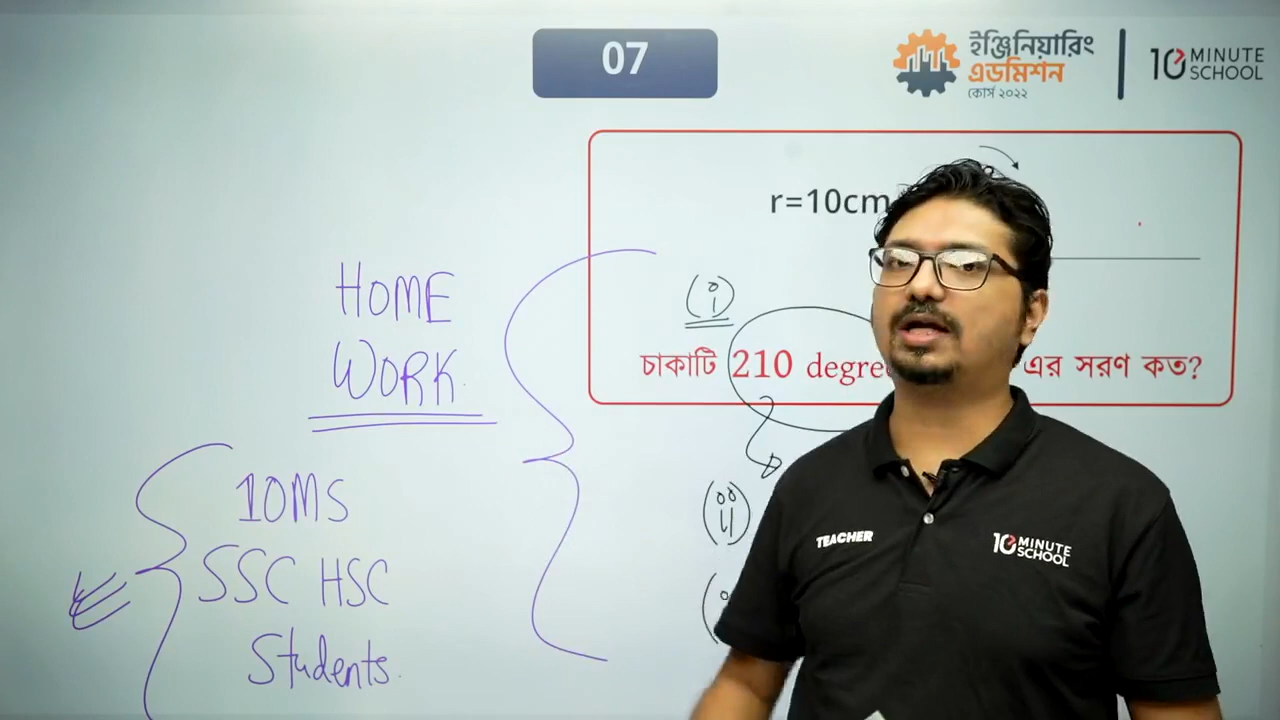 07
ইঞ্জিনিয়ারিং
এডমিশন
কোর্স ২০২২
10 MINUTE
SCHOOL
r=10cm
(i)
চাকাটি 210 degre
এর সরণ কত?
HOME
WORK
(ii)
10MS
SSC HSC
Students.
TEACHER
10 MINUTE
SCHOOL